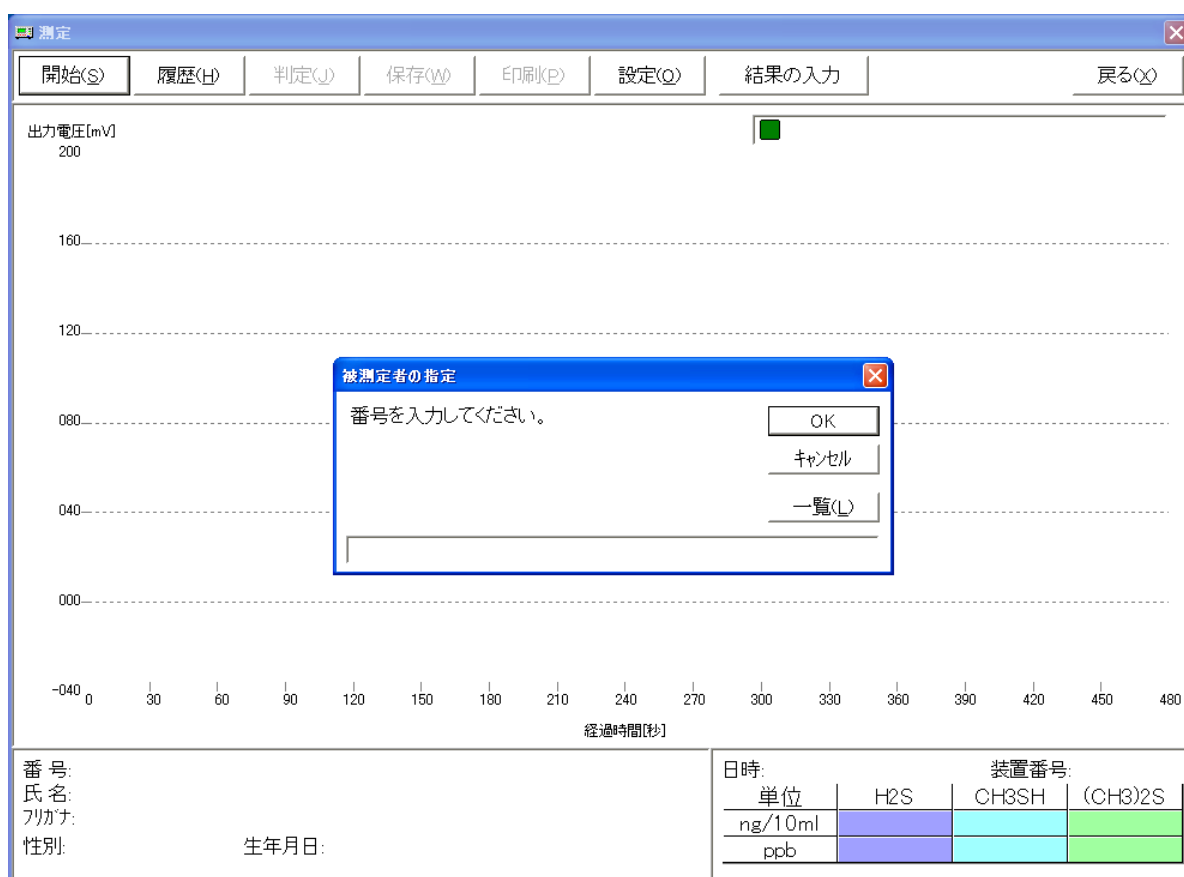 測定
開始(S) 履歴(H) 判定(J) 保存(W) 印刷(P) 設定(O) 結果の入力 戻る(X)
出力電圧[mV]
200
160
120
被測定者の指定
番号を入力してください。
OK
キャンセル
一覧(L)
080
040
000
-040
0 30 60 90 120 150 180 210 240 270 300 330 360 390 420 450 480
経過時間[秒]
番 号:
氏 名:
フリガナ:
性別: 生年月日:
日時: 装置番号:
単位 H2S CH3SH (CH3)2S
ng/10ml
ppb